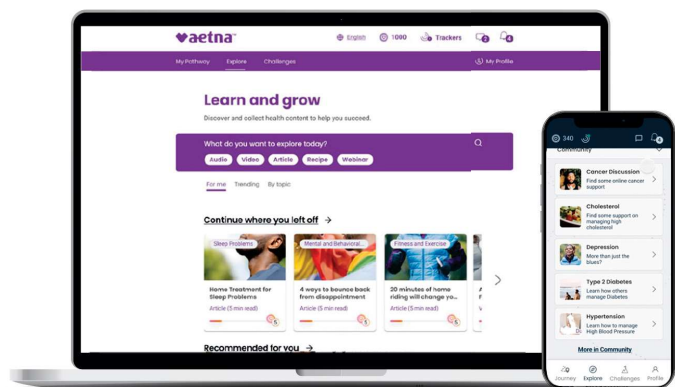 aetna™
English
1000
Trackers
2
4
My Pathway
Explore
Challenges
My Profile
Learn and grow
Discover and collect health content to help you succeed.
What do you want to explore today?
Audio
Video
Article
Recipe
Webinar
For me
Trending
By topic
Continue where you left off →
Sleep Problems
Mental and Behavioral...
Fitness and Exercise
Home Treatment for
Sleep Problems
Article (5 min read)
5
4 ways to bounce back
from disappointment
Article (5 min read)
5
20 minutes of home
riding will change yo...
Article (5 min read)
5
Recommended for you →
340
Community
Cancer Discussion
Find some online cancer
support
Cholesterol
Find some support on
managing high
cholesterol
Depression
More than just the
blues?
Type 2 Diabetes
Learn how others
manage Diabetes
Hypertension
Learn how to manage
High Blood Pressure
More in Community
Journey
Explore
Challenges
Profile